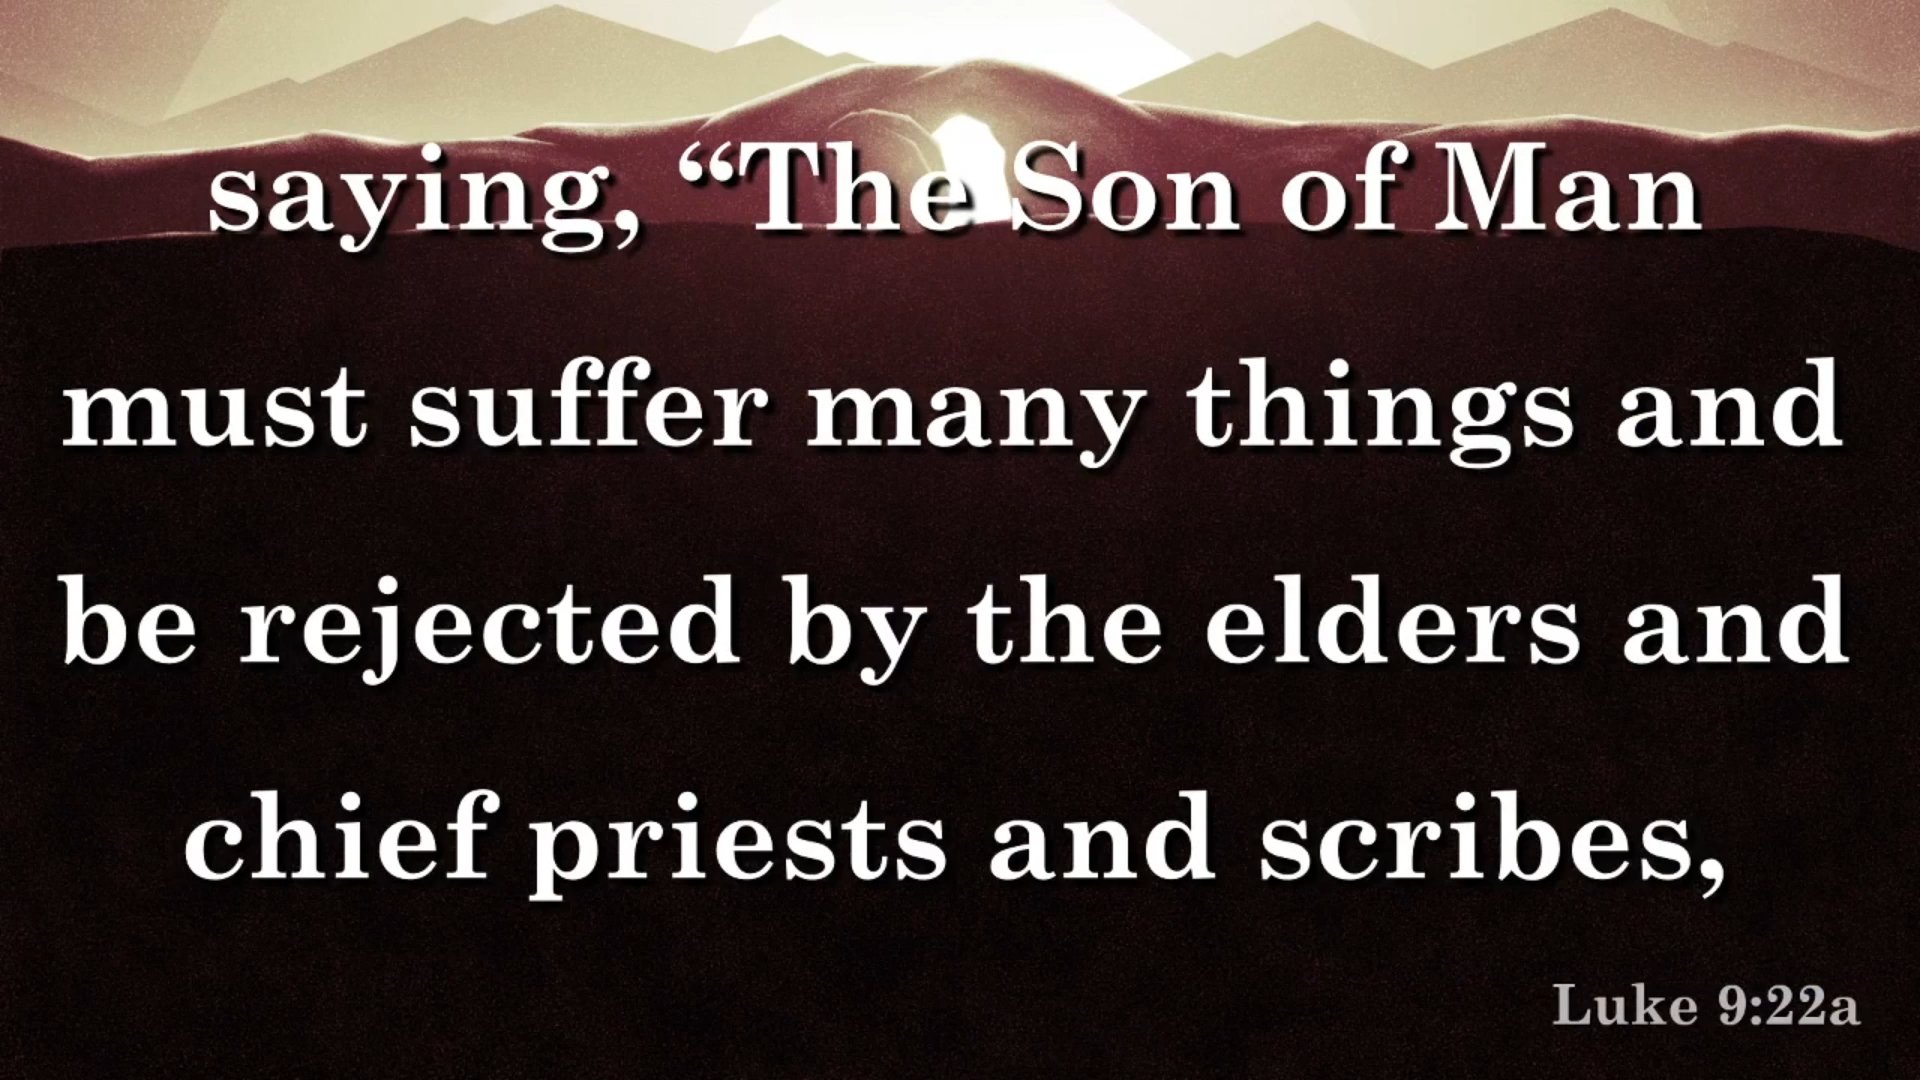 saying, “The Son of Man
must suffer many things and
be rejected by the elders and
chief priests and scribes,
Luke 9:22a